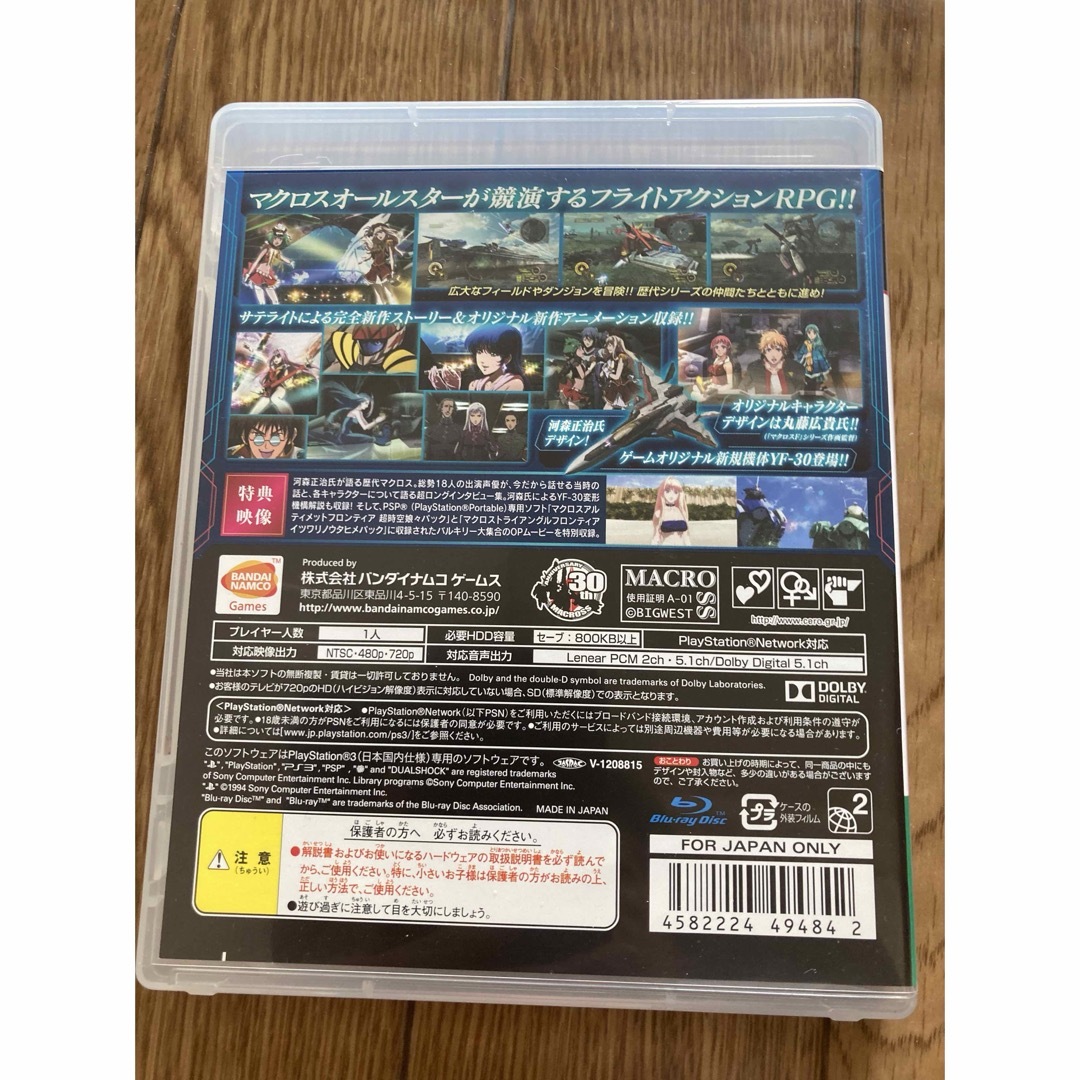 マクロスオールスターが競演するフライトアクションRPG!!
広大なフィールドやダンジョンを冒険!! 歴代シリーズの仲間たちとともに進め!
サテライトによる完全新作ストーリー&オリジナル新作アニメーション収録!!
河森正治氏
デザイン!
オリジナルキャラクター
デザインは丸藤広貴氏!!
(「マクロスF」シリーズ作画監督)
ゲームオリジナル新規機体YF-30登場!!
特典
映像
河森正治氏が語る歴代マクロス。総勢18人の出演声優が、今だから話せる当時の
話と、各キャラクターについて語る超ロングインタビュー集。河森氏によるYF-30変形
機構解説も収録! そして、PSP®(PlayStation®Portable)専用ソフト「マクロスアル
ティメットフロンティア 超時空娘々パック」と「マクロストライアングルフロンティア
イツワリノウタヒメパック」に収録されたバルキリー大集合のOPムービーを特別収録。
BANDAI
NAMCO
Games
Produced by
株式会社 バンダイナムコ ゲームス
東京都品川区東品川4-5-15 〒140-8590
http://www.bandainamcogames.co.jp/
ANNIVERSARY
30th
MACROSS
MACROSS
使用証明 A-01
©BIGWEST
http://www.cero.gr.jp/
プレイヤー人数 1人 必要HDD容量 セーブ:800KB以上 PlayStation®Network対応
対応映像出力 NTSC・480p・720p 対応音声出力 Lenear PCM 2ch・5.1ch/Dolby Digital 5.1ch
●当社は本ソフトの無断複製・賃貸は一切許可しておりません。 Dolby and the double-D symbol are trademarks of Dolby Laboratories.
●お客様のテレビが720pのHD(ハイビジョン解像度)表示に対応していない場合、SD(標準解像度)での表示となります。
DOLBY
DIGITAL
<PlayStation®Network対応> ●PlayStation®Network(以下PSN)をご利用いただくにはブロードバンド接続環境、アカウント作成および利用条件の遵守が
必要です。●18歳未満の方がPSNをご利用になるには保護者の同意が必要です。●ご利用のサービスによっては別途周辺機器や費用等が必要になる場合があります。
●詳細については[www.jp.playstation.com/ps3/]をご参照ください。
このソフトウェアはPlayStation®3(日本国内仕様)専用のソフトウェアです。
V-1208815
"PlayStation", "PS3", "PSP", and "DUALSHOCK" are registered trademarks
of Sony Computer Entertainment Inc. Library programs ©Sony Computer Entertainment Inc.
©1994 Sony Computer Entertainment Inc. All rights reserved.
"Blu-ray Disc™" and "Blu-ray™" are trademarks of the Blu-ray Disc Association.
MADE IN JAPAN
おことわり お買い上げの時期によって、同一商品の中にも
デザインや封入物など、多少の違いがある場合がございます
ので、ご了承ください。
Blu-ray Disc™
プラ
ケースの
外装フィルム
2
FOR JAPAN ONLY
4582224 49484 2
注意
(ちゅうい)
保護者の方へ 必ずお読みください。
●解説書およびお使いになるハードウェアの取扱説明書を必ず読んで
から、ご使用ください。特に、小さいお子様は保護者の方がお読みの上、
正しい方法で、ご使用ください。
●遊び過ぎに注意して目を大切にしましょう。